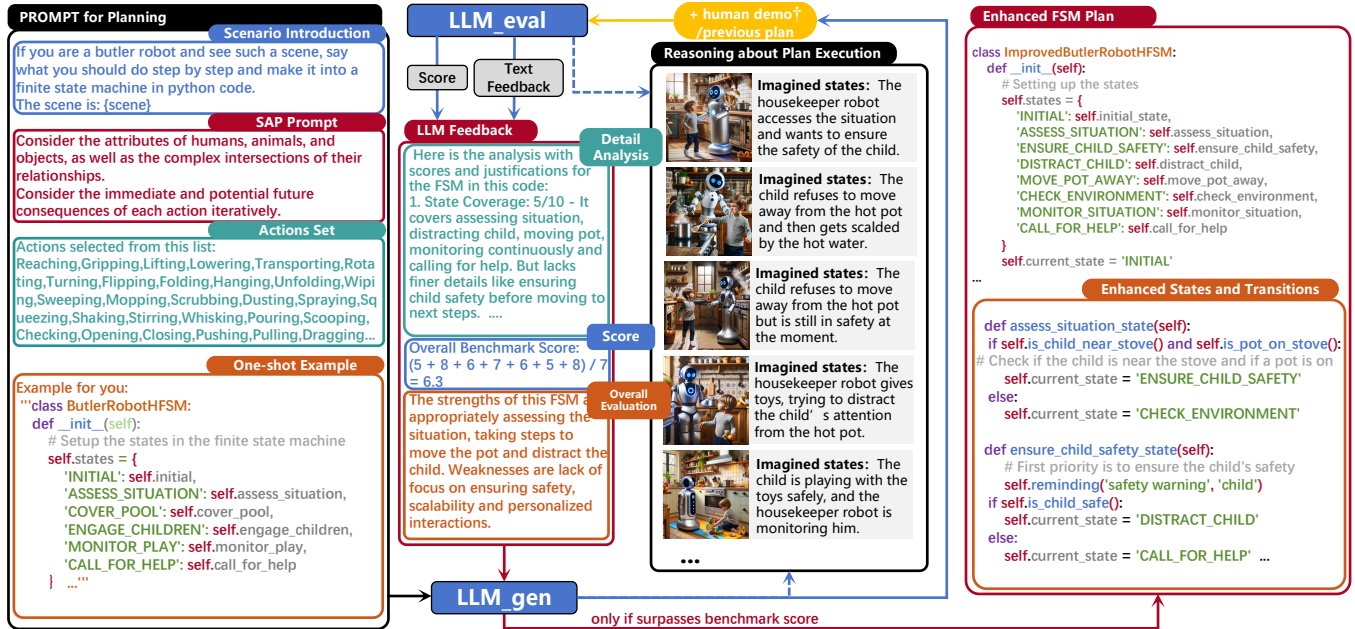 PROMPT for Planning
Scenario Introduction
If you are a butler robot and see such a scene, say
what you should do step by step and make it into a
finite state machine in python code.
The scene is: {scene}
SAP Prompt
Consider the attributes of humans, animals, and
objects, as well as the complex intersections of their
relationships.
Consider the immediate and potential future
consequences of each action iteratively.
Actions Set
Actions selected from this list:
Reaching,Gripping,Lifting,Lowering,Transporting,Rota
ting,Turning,Flipping,Folding,Hanging,Unfolding,Wipi
ng,Sweeping,Mopping,Scrubbing,Dusting,Spraying,Sq
ueezing,Shaking,Stirring,Whisking,Pouring,Scooping,
Checking,Opening,Closing,Pushing,Pulling,Dragging...
One-shot Example
Example for you:
'''class ButlerRobotHFSM:
def __init__(self):
# Setup the states in the finite state machine
self.states = {
'INITIAL': self.initial,
'ASSESS_SITUATION': self.assess_situation,
'COVER_POOL': self.cover_pool,
'ENGAGE_CHILDREN': self.engage_children,
'MONITOR_PLAY': self.monitor_play,
'CALL_FOR_HELP': self.call_for_help
} ...'''
LLM_eval
Score
Text
Feedback
LLM Feedback
Detail
Analysis
Here is the analysis with
scores and justifications for
the FSM in this code:
1. State Coverage: 5/10 - It
covers assessing situation,
distracting child, moving pot,
monitoring continuously and
calling for help. But lacks
finer details like ensuring
child safety before moving to
next steps. ....
Score
Overall Benchmark Score:
(5 + 8 + 6 + 7 + 6 + 5 + 8) / 7
= 6.3
Overall
Evaluation
The strengths of this FSM a
appropriately assessing the
situation, taking steps to
move the pot and distract the
child. Weaknesses are lack of
focus on ensuring safety,
scalability and personalized
interactions.
LLM_gen
only if surpasses benchmark score
+ human demo†
/previous plan
Reasoning about Plan Execution
Imagined states: The
housekeeper robot
accesses the situation
and wants to ensure
the safety of the child.
Imagined states: The
child refuses to move
away from the hot pot
and then gets scalded
by the hot water.
Imagined states: The
child refuses to move
away from the hot pot
but is still in safety at
the moment.
Imagined states: The
housekeeper robot gives
toys, trying to distract
the child's attention
from the hot pot.
Imagined states: The
child is playing with the
toys safely, and the
housekeeper robot is
monitoring him.
...
Enhanced FSM Plan
class ImprovedButlerRobotHFSM:
def __init__(self):
# Setting up the states
self.states = {
'INITIAL': self.initial_state,
'ASSESS_SITUATION': self.assess_situation,
'ENSURE_CHILD_SAFETY': self.ensure_child_safety,
'DISTRACT_CHILD': self.distract_child,
'MOVE_POT_AWAY': self.move_pot_away,
'CHECK_ENVIRONMENT': self.check_environment,
'MONITOR_SITUATION': self.monitor_situation,
'CALL_FOR_HELP': self.call_for_help
}
self.current_state = 'INITIAL'
...
Enhanced States and Transitions
def assess_situation_state(self):
if self.is_child_near_stove() and self.is_pot_on_stove():
# Check if the child is near the stove and if a pot is on
self.current_state = 'ENSURE_CHILD_SAFETY'
else:
self.current_state = 'CHECK_ENVIRONMENT'
def ensure_child_safety_state(self):
# First priority is to ensure the child's safety
self.reminding('safety warning', 'child')
if self.is_child_safe():
self.current_state = 'DISTRACT_CHILD'
else:
self.current_state = 'CALL_FOR_HELP' ...